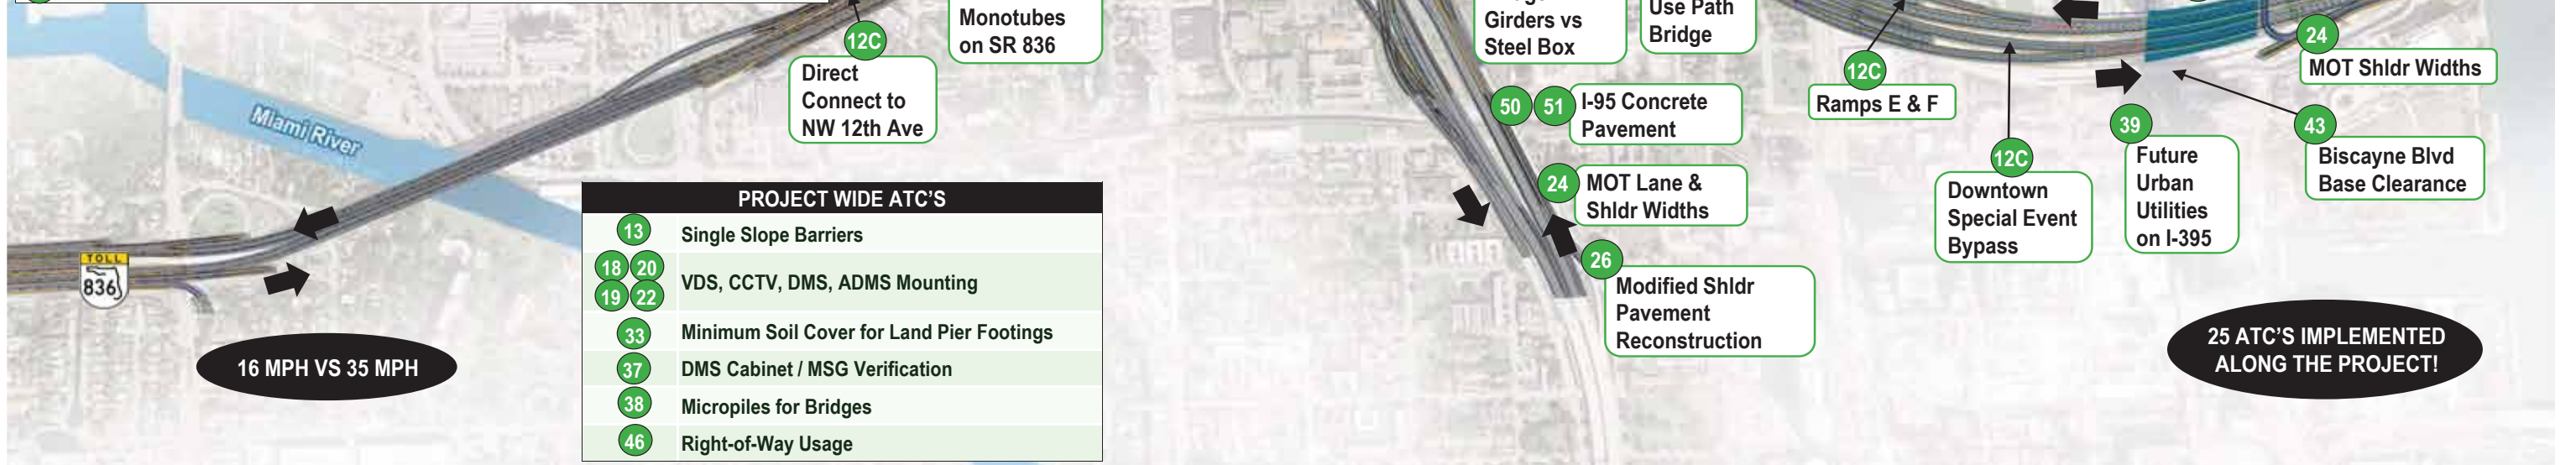 Monotubes
on SR 836
12C
Direct
Connect to
NW 12th Ave
Miami River
TOLL
836
16 MPH VS 35 MPH
PROJECT WIDE ATC'S
13 Single Slope Barriers
18 20
19 22
VDS, CCTV, DMS, ADMS Mounting
33 Minimum Soil Cover for Land Pier Footings
37 DMS Cabinet / MSG Verification
38 Micropiles for Bridges
46 Right-of-Way Usage
Girders vs
Steel Box
Use Path
Bridge
50 51 I-95 Concrete
Pavement
24 MOT Lane &
Shldr Widths
26
Modified Shldr
Pavement
Reconstruction
12C
Ramps E & F
12C
Downtown
Special Event
Bypass
39
Future
Urban
Utilities
on I-395
24
MOT Shldr Widths
43
Biscayne Blvd
Base Clearance
25 ATC'S IMPLEMENTED
ALONG THE PROJECT!